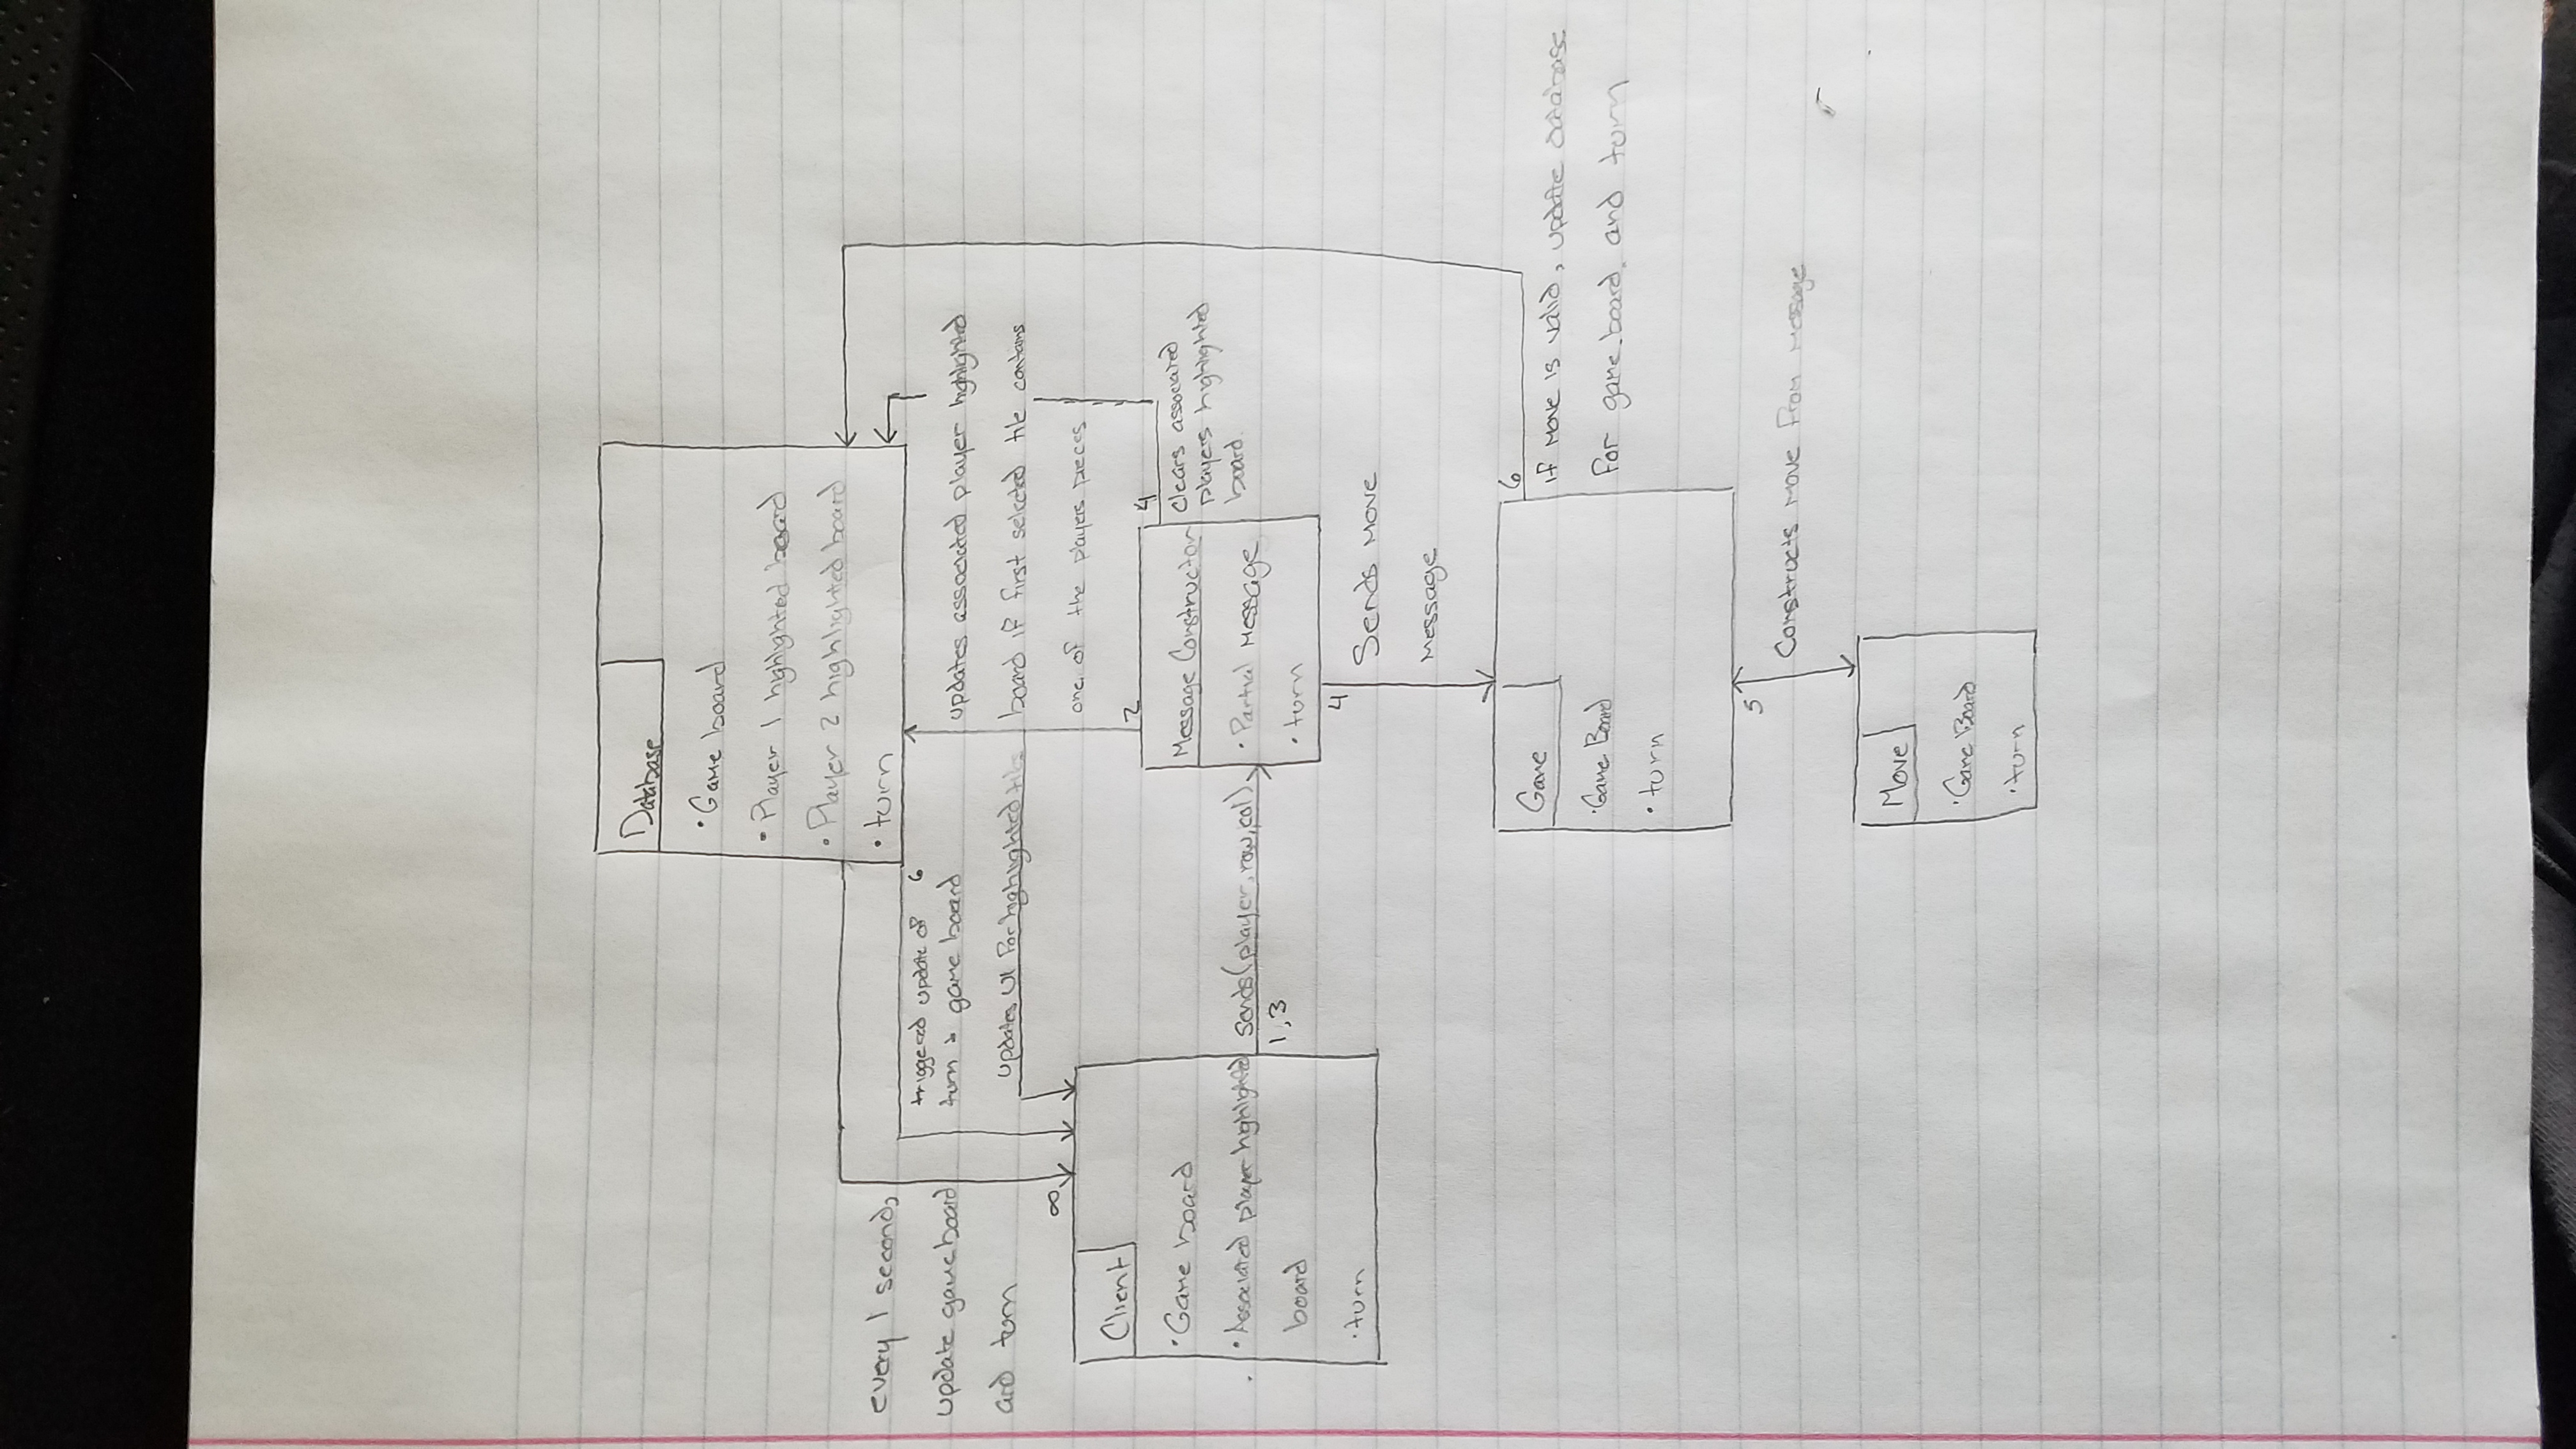 Database
• Game board
• Player 1 highlighted board
• Player 2 highlighted board
• turn
every 1 second,
update game board
and turn
triggered update of 6
turn & game board
updates UI for highlighted tiles
∞
updates associated player highlighted
board if first selected tile contains
one of the players pieces
Client
• Game board
• Associated player highlighted
board
• turn
sends(player, row, col)
1,3
2
Message Constructor
• Partial Message
• turn
4
clears associated
players highlighted
board.
4
Sends Move
Message
Game
• Game Board
• turn
6
if move is valid, update database
for game board. and turn
5
Constructs move from message
Move
• Game Board
• turn